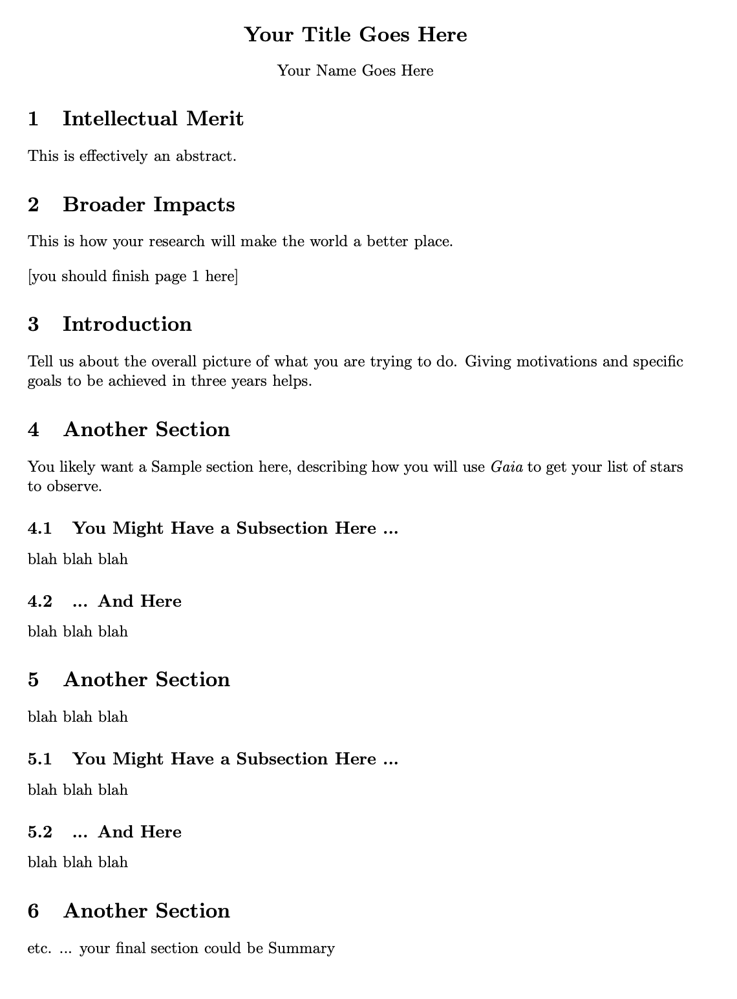 Your Title Goes Here
Your Name Goes Here
1 Intellectual Merit
This is effectively an abstract.
2 Broader Impacts
This is how your research will make the world a better place.
[you should finish page 1 here]
3 Introduction
Tell us about the overall picture of what you are trying to do. Giving motivations and specific
goals to be achieved in three years helps.
4 Another Section
You likely want a Sample section here, describing how you will use Gaia to get your list of stars
to observe.
4.1 You Might Have a Subsection Here ...
blah blah blah
4.2 ... And Here
blah blah blah
5 Another Section
blah blah blah
5.1 You Might Have a Subsection Here ...
blah blah blah
5.2 ... And Here
blah blah blah
6 Another Section
etc. ... your final section could be Summary